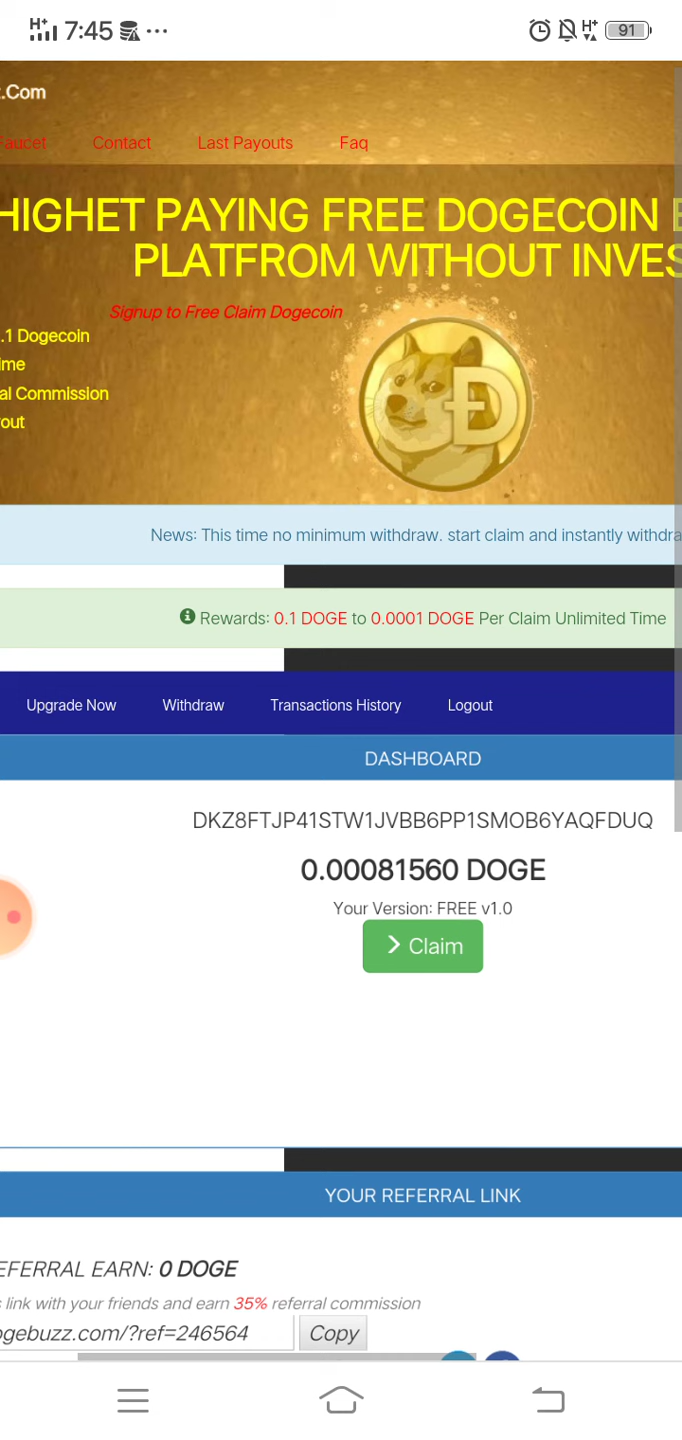 H+ 7:45 ... H+ 91
.Com
Faucet Contact Last Payouts Faq
HIGHET PAYING FREE DOGECOIN
PLATFROM WITHOUT INVES
Signup to Free Claim Dogecoin
.1 Dogecoin
ime
al Commission
out
News: This time no minimum withdraw. start claim and instantly withdra
Rewards: 0.1 DOGE to 0.0001 DOGE Per Claim Unlimited Time
Upgrade Now Withdraw Transactions History Logout
DASHBOARD
DKZ8FTJP41STW1JVBB6PP1SMOB6YAQFDUQ
0.00081560 DOGE
Your Version: FREE v1.0
Claim
YOUR REFERRAL LINK
EFERRAL EARN: 0 DOGE
s link with your friends and earn 35% referral commission
ogebuzz.com/?ref=246564 Copy